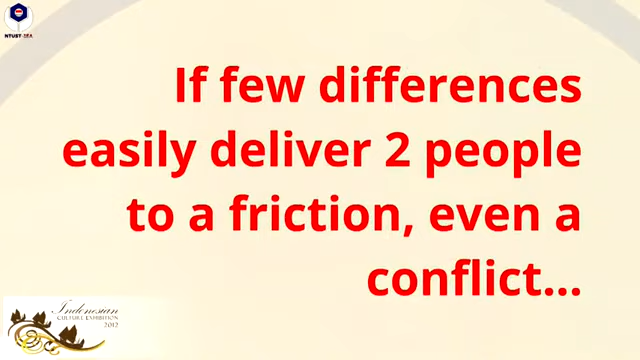 NTUST-ISA
If few differences
easily deliver 2 people
to a friction, even a
conflict...
Indonesian
CULTURE EXHIBITION
2012